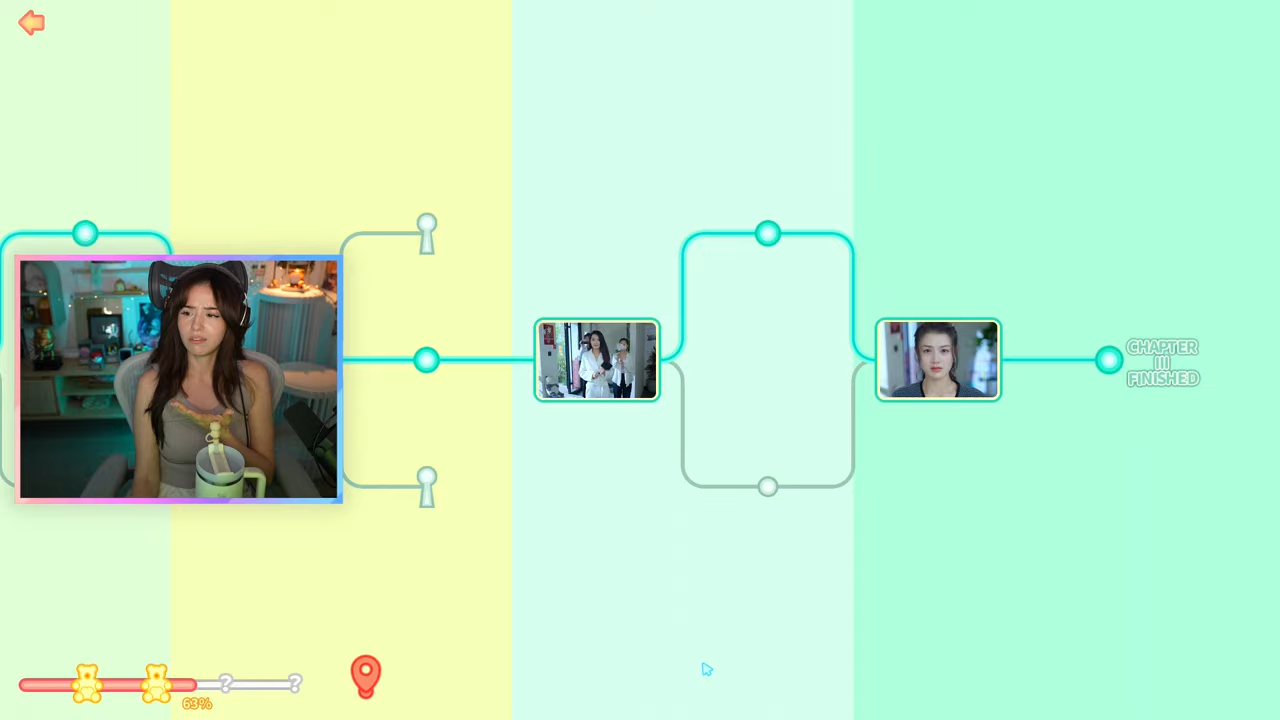 CHAPTER
III
FINISHED
?
?
63%